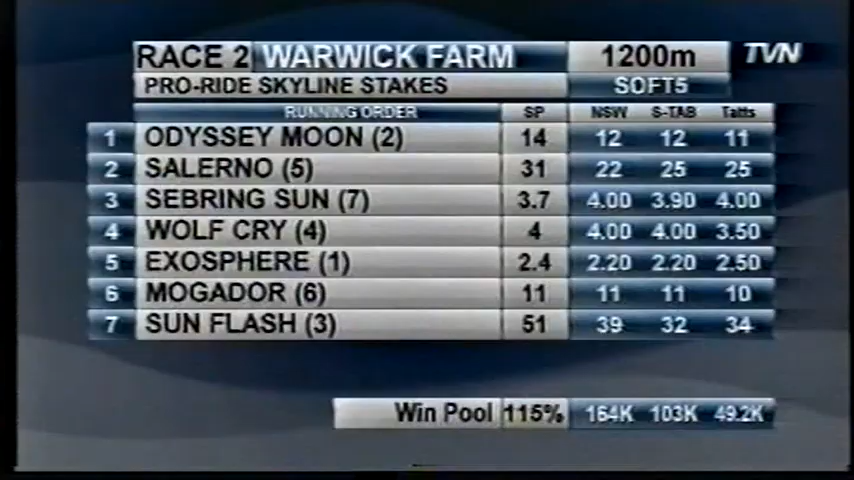 RACE 2 WARWICK FARM 1200m TVN
PRO-RIDE SKYLINE STAKES SOFT5
RUNNING ORDER SP NSW S-TAB Tatts
1 ODYSSEY MOON (2) 14 12 12 11
2 SALERNO (5) 31 22 25 25
3 SEBRING SUN (7) 3.7 4.00 3.90 4.00
4 WOLF CRY (4) 4 4.00 4.00 3.50
5 EXOSPHERE (1) 2.4 2.20 2.20 2.50
6 MOGADOR (6) 11 11 11 10
7 SUN FLASH (3) 51 39 32 34
Win Pool 115% 164K 103K 49.2K